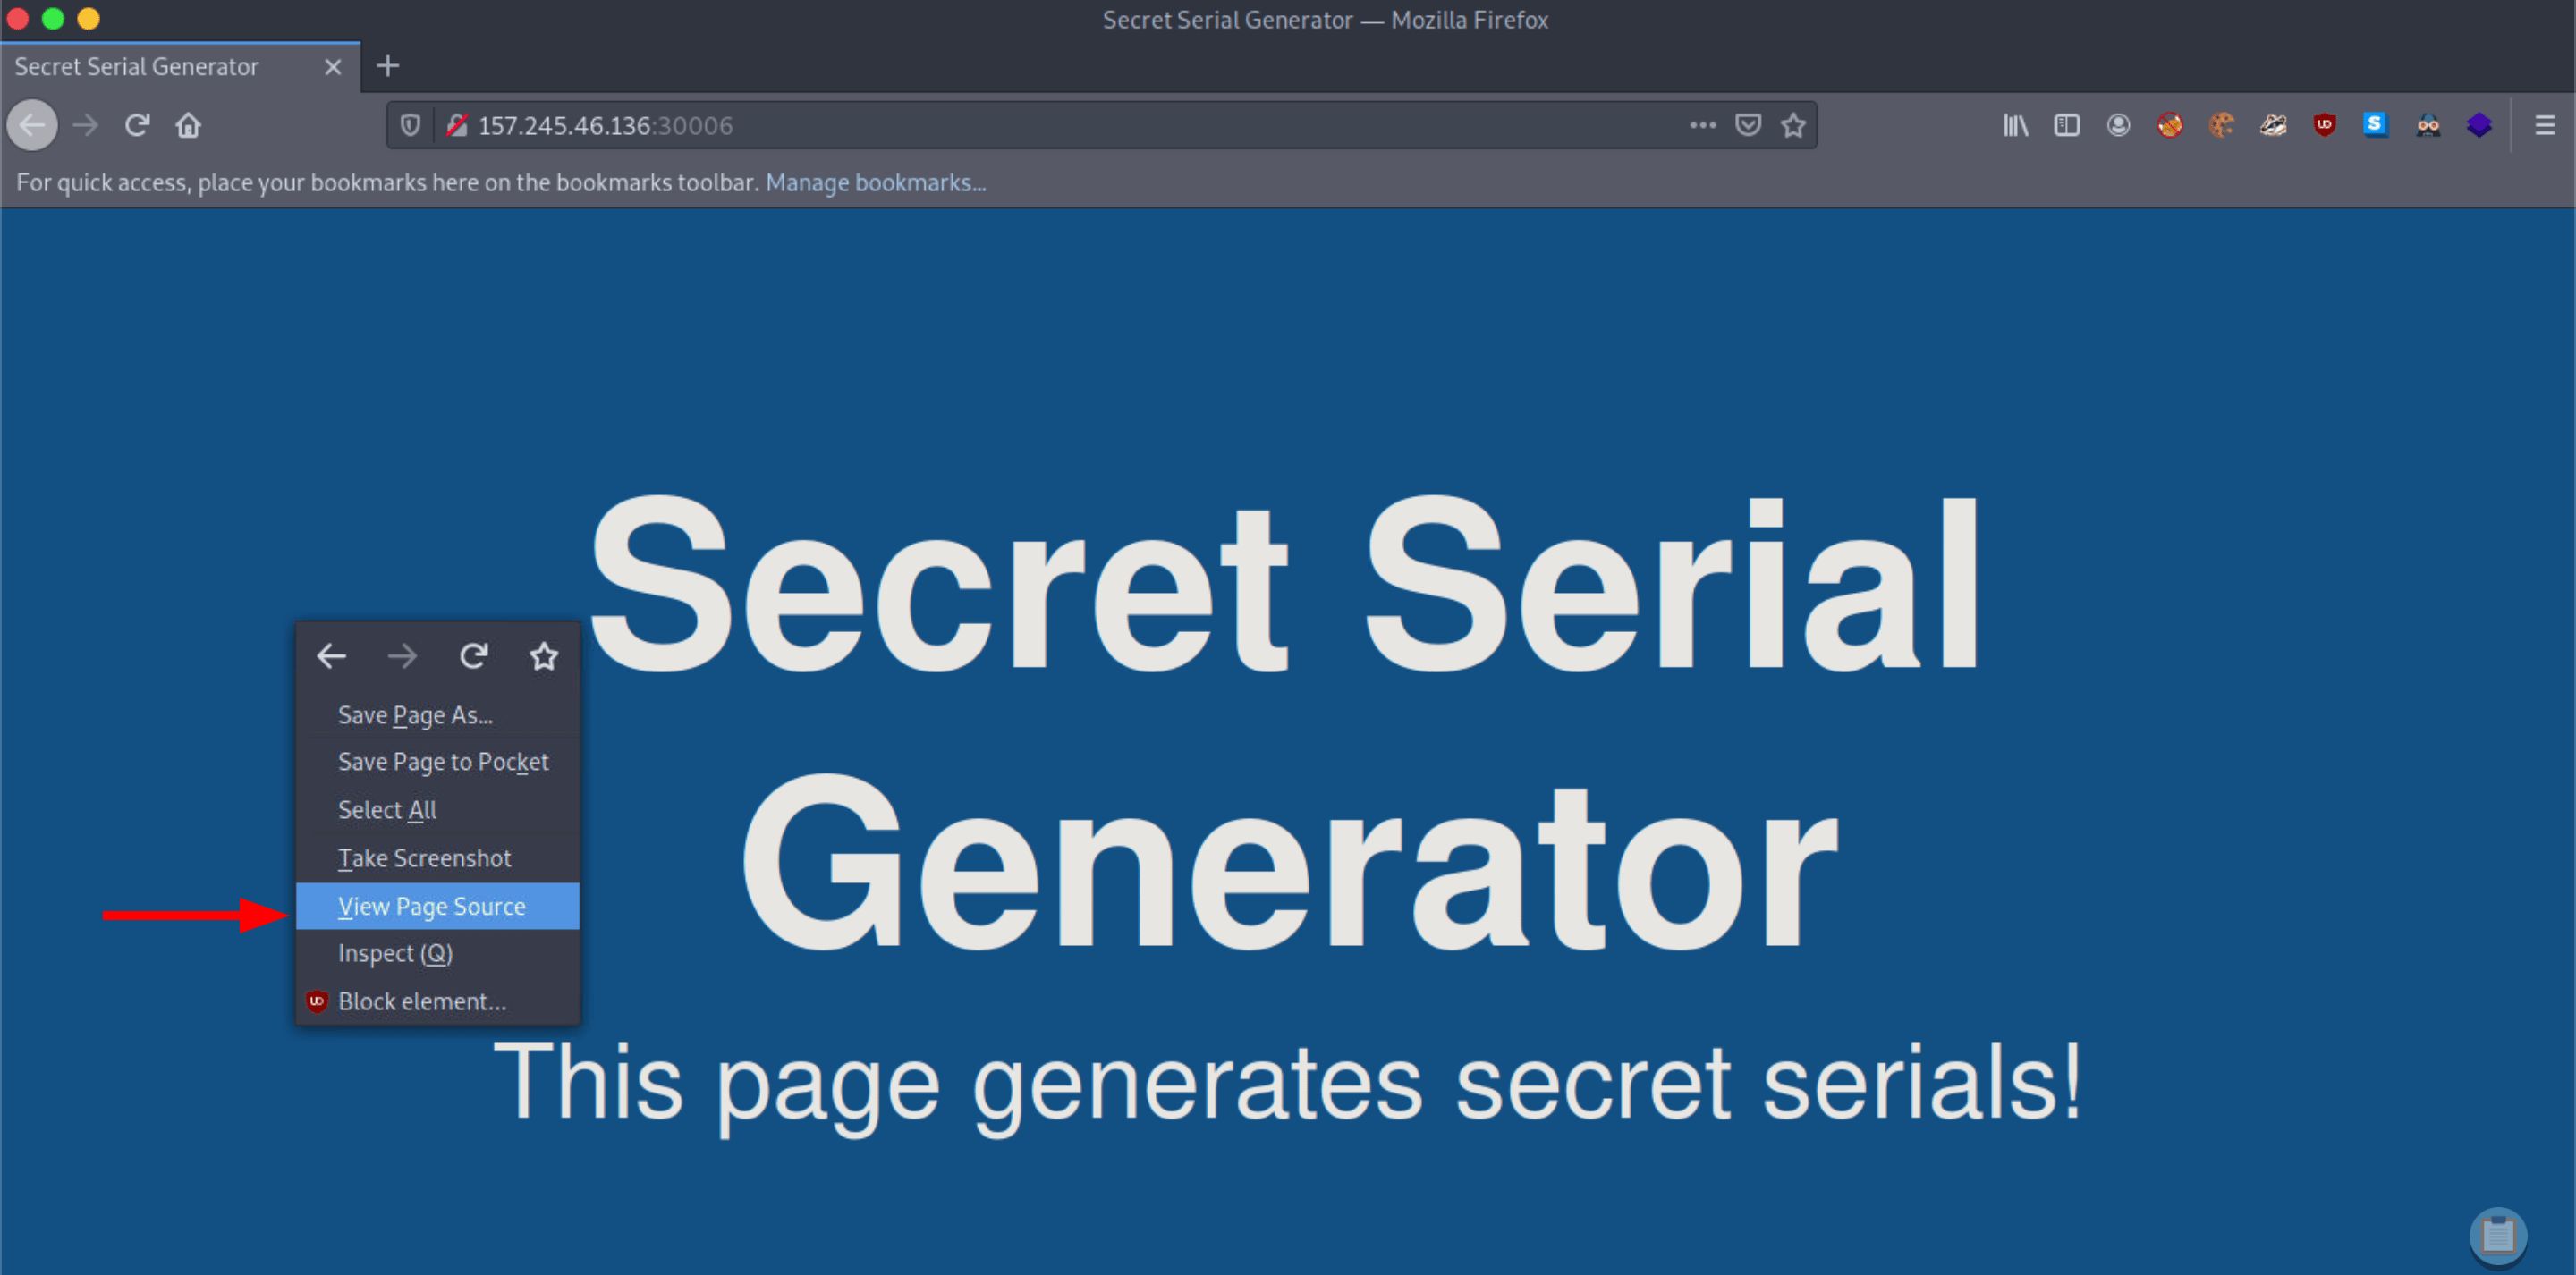 Secret Serial Generator — Mozilla Firefox
Secret Serial Generator
157.245.46.136:30006
For quick access, place your bookmarks here on the bookmarks toolbar. Manage bookmarks...
Secret Serial
Generator
Save Page As...
Save Page to Pocket
Select All
Take Screenshot
View Page Source
Inspect (Q)
Block element...
This page generates secret serials!